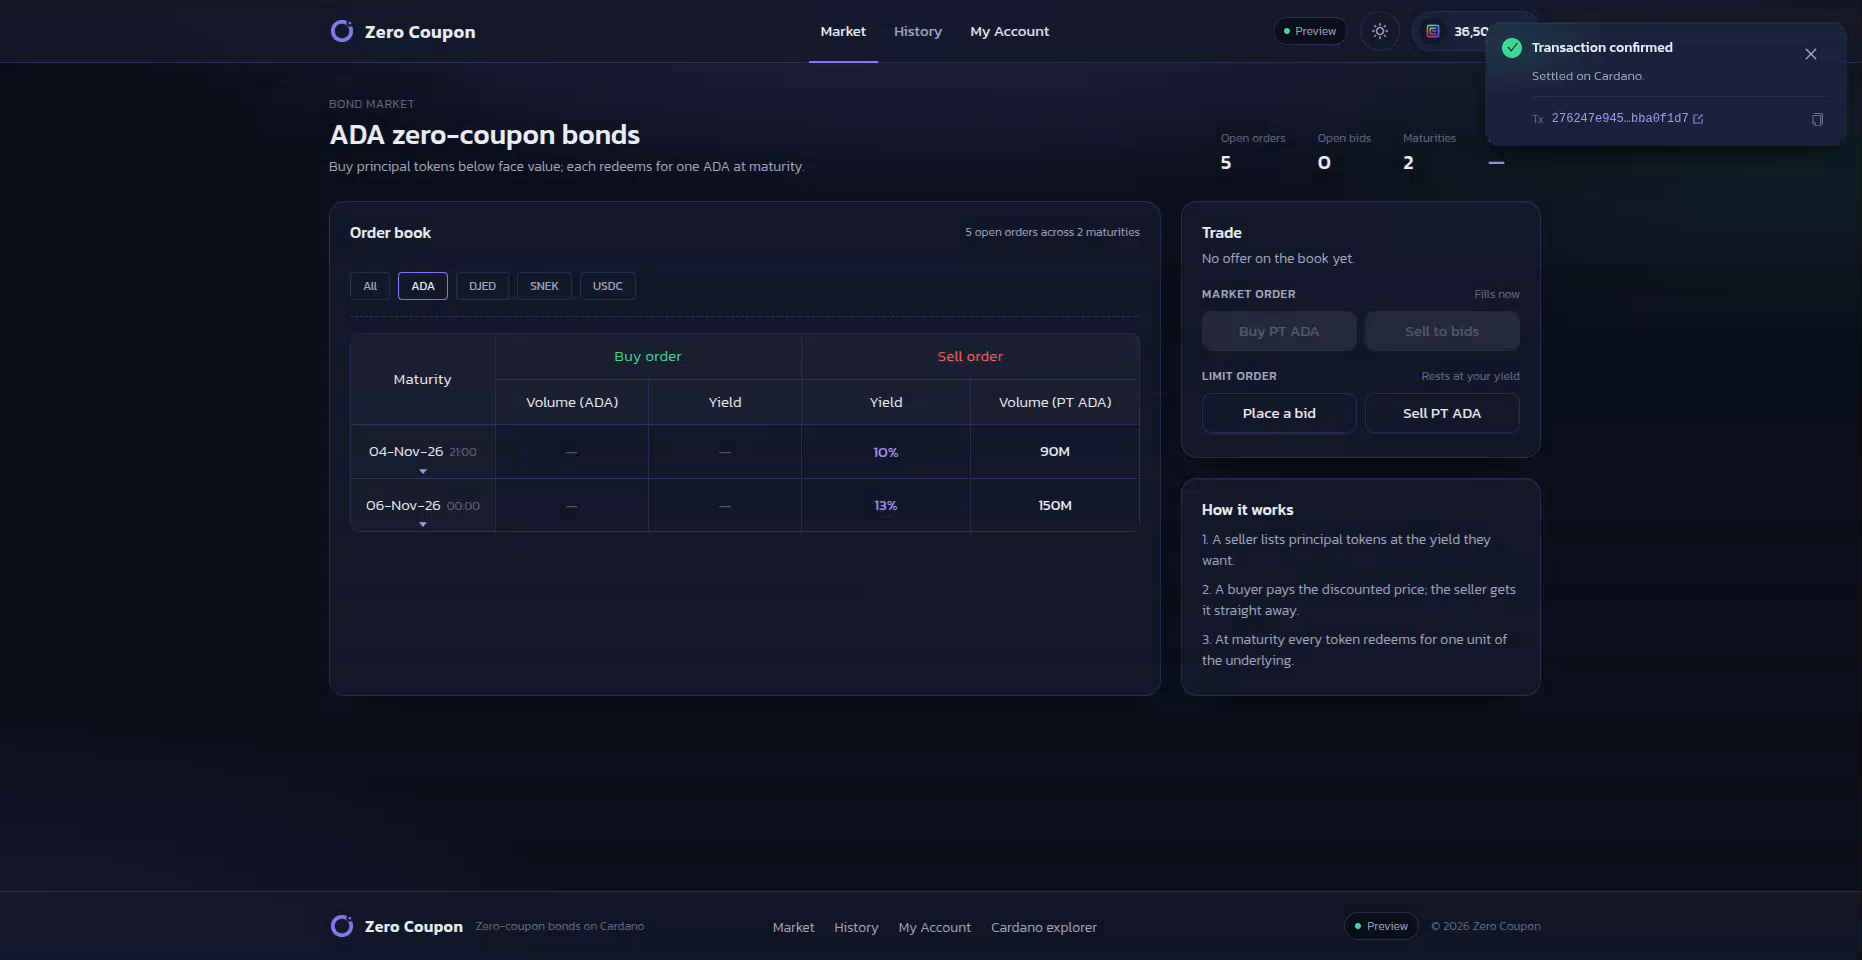 Zero Coupon
Market
History
My Account
Preview
Transaction confirmed
Settled on Cardano.
Tx 276247e945…bba0f1d7
BOND MARKET
ADA zero-coupon bonds
Buy principal tokens below face value; each redeems for one ADA at maturity.
Open orders
5
Open bids
0
Maturities
2
—
Order book
5 open orders across 2 maturities
All
ADA
DJED
SNEK
USDC
Maturity
Buy order
Sell order
Volume (ADA)
Yield
Yield
Volume (PT ADA)
04-Nov-26 21:00
—
—
10%
90M
06-Nov-26 00:00
—
—
13%
150M
Trade
No offer on the book yet.
MARKET ORDER
Fills now
Buy PT ADA
Sell to bids
LIMIT ORDER
Rests at your yield
Place a bid
Sell PT ADA
How it works
1. A seller lists principal tokens at the yield they
want.
2. A buyer pays the discounted price; the seller gets
it straight away.
3. At maturity every token redeems for one unit of
the underlying.
Zero Coupon
Zero-coupon bonds on Cardano
Market
History
My Account
Cardano explorer
Preview
© 2026 Zero Coupon